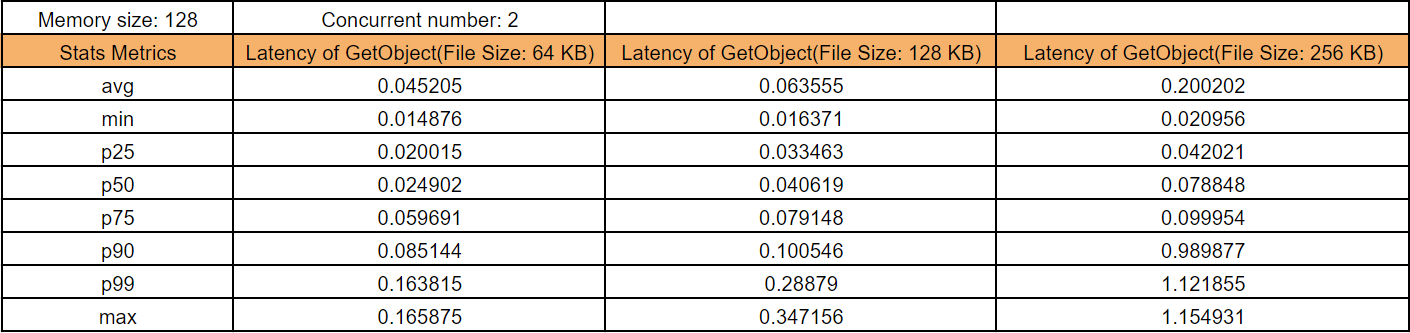 Memory size: 128 Concurrent number: 2
Stats Metrics Latency of GetObject(File Size: 64 KB) Latency of GetObject(File Size: 128 KB) Latency of GetObject(File Size: 256 KB)
avg 0.045205 0.063555 0.200202
min 0.014876 0.016371 0.020956
p25 0.020015 0.033463 0.042021
p50 0.024902 0.040619 0.078848
p75 0.059691 0.079148 0.099954
p90 0.085144 0.100546 0.989877
p99 0.163815 0.28879 1.121855
max 0.165875 0.347156 1.154931